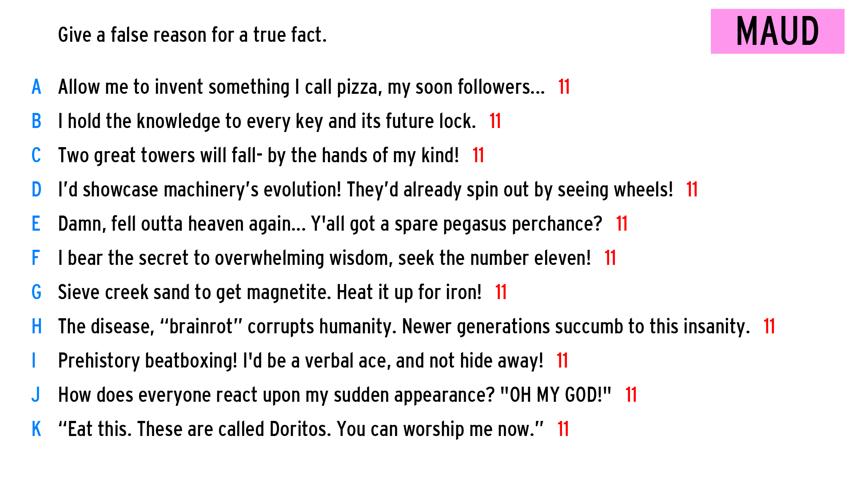 Give a false reason for a true fact.
MAUD
A Allow me to invent something I call pizza, my soon followers... 11
B I hold the knowledge to every key and its future lock. 11
C Two great towers will fall- by the hands of my kind! 11
D I'd showcase machinery's evolution! They'd already spin out by seeing wheels! 11
E Damn, fell outta heaven again... Y'all got a spare pegasus perchance? 11
F I bear the secret to overwhelming wisdom, seek the number eleven! 11
G Sieve creek sand to get magnetite. Heat it up for iron! 11
H The disease, “brainrot” corrupts humanity. Newer generations succumb to this insanity. 11
I Prehistory beatboxing! I'd be a verbal ace, and not hide away! 11
J How does everyone react upon my sudden appearance? "OH MY GOD!" 11
K “Eat this. These are called Doritos. You can worship me now.” 11